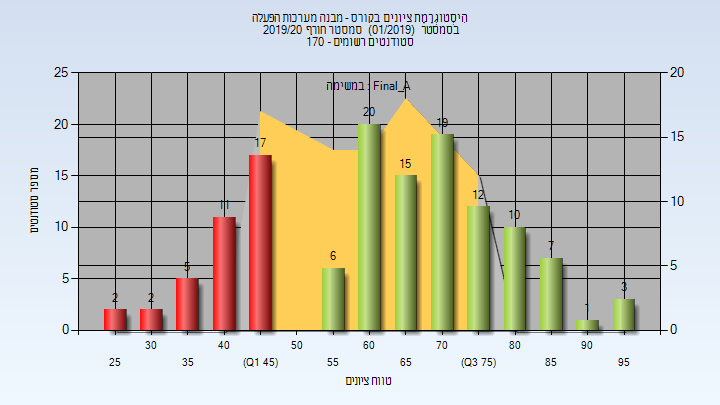 היסטוגרמת ציונים בקורס - מבנה מערכות הפעלה
בסמסטר (01/2019) סמסטר חורף 2019/20
סטודנטים רשומים - 170
במשימה : Final_A
25 20
20 15
15 10
10 5
5 0
0
מספר סטודנטים
2 2 5 11 17 6 20 15 19 12 10 7 1 3
30 40 50 60 70 80 90
25 35 (Q1 45) 55 65 (Q3 75) 85 95
טווח ציונים